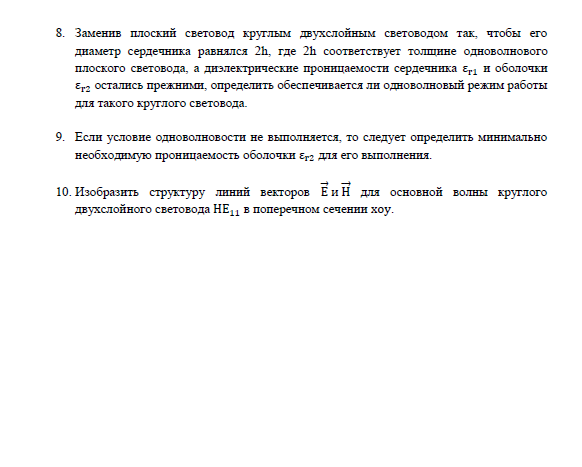 8. Заменив плоский световод круглым двухслойным световодом так, чтобы его
диаметр сердечника равнялся 2h, где 2h соответствует толщине одноволнового
плоского световода, а диэлектрические проницаемости сердечника εr1 и оболочки
εr2 остались прежними, определить обеспечивается ли одноволновый режим работы
для такого круглого световода.
9. Если условие одноволновости не выполняется, то следует определить минимально
необходимую проницаемость оболочки εr2 для его выполнения.
10. Изобразить структуру линий векторов E⃗ и H⃗ для основной волны круглого
двухслойного световода HE₁₁ в поперечном сечении xoy.